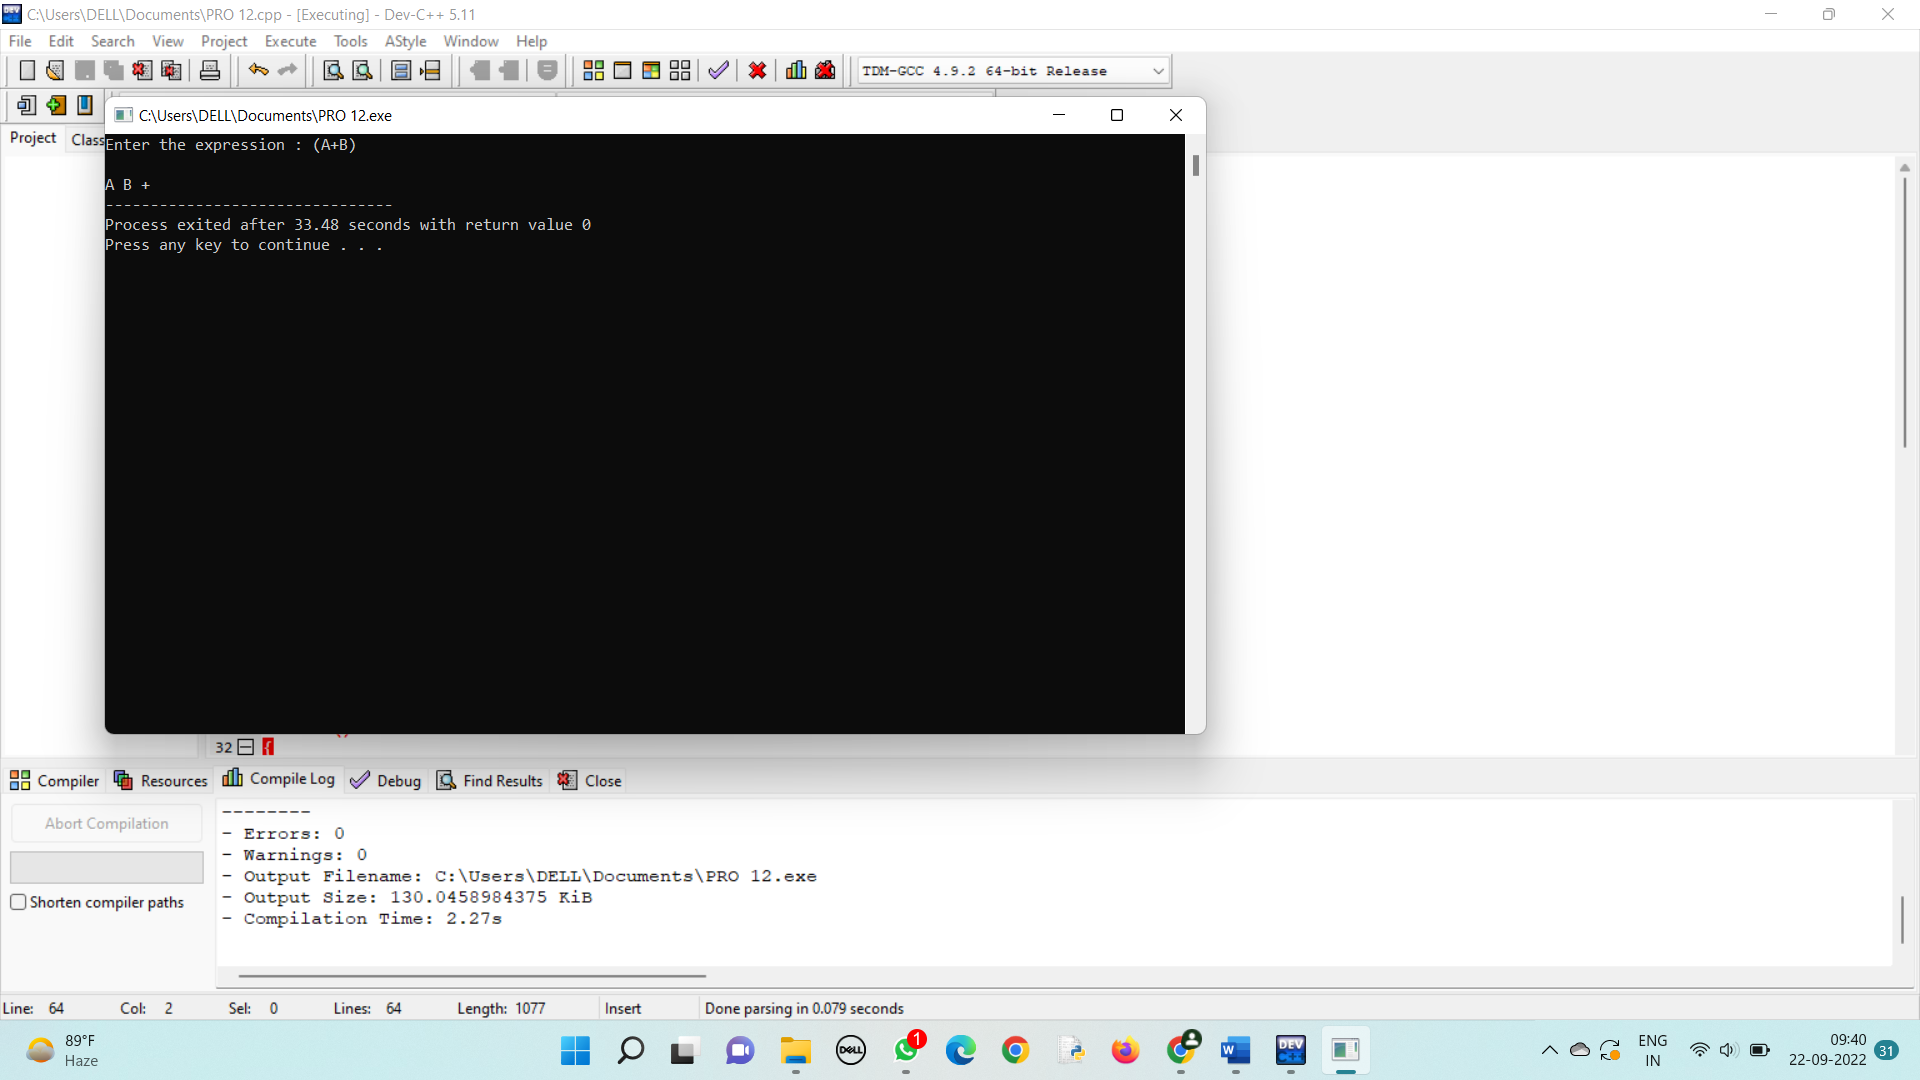 C:\Users\DELL\Documents\PRO 12.cpp - [Executing] - Dev-C++ 5.11
File Edit Search View Project Execute Tools AStyle Window Help
TDM-GCC 4.9.2 64-bit Release
C:\Users\DELL\Documents\PRO 12.exe
Project Class
Enter the expression : (A+B)
A B +
--------------------------------
Process exited after 33.48 seconds with return value 0
Press any key to continue . . .
32 {
Compiler Resources Compile Log Debug Find Results Close
Abort Compilation
Shorten compiler paths
--------
- Errors: 0
- Warnings: 0
- Output Filename: C:\Users\DELL\Documents\PRO 12.exe
- Output Size: 130.0458984375 KiB
- Compilation Time: 2.27s
Line: 64 Col: 2 Sel: 0 Lines: 64 Length: 1077 Insert Done parsing in 0.079 seconds
89°F
Haze
DELL
1
W
DEV
C++
ENG
IN
09:40
22-09-2022
31